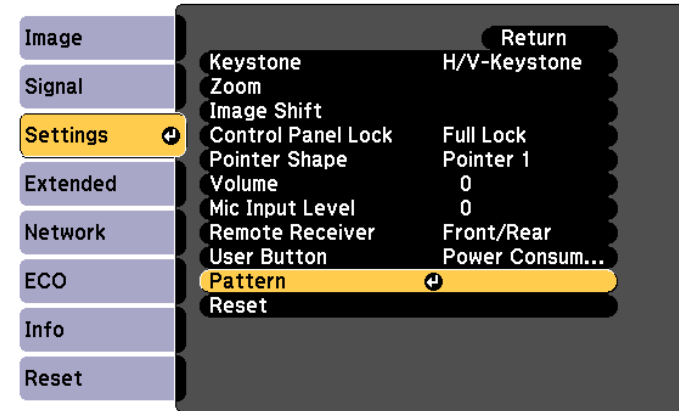 Image
Signal
Settings
Extended
Network
ECO
Info
Reset
Return
Keystone H/V-Keystone
Zoom
Image Shift
Control Panel Lock Full Lock
Pointer Shape Pointer 1
Volume 0
Mic Input Level 0
Remote Receiver Front/Rear
User Button Power Consum...
Pattern
Reset